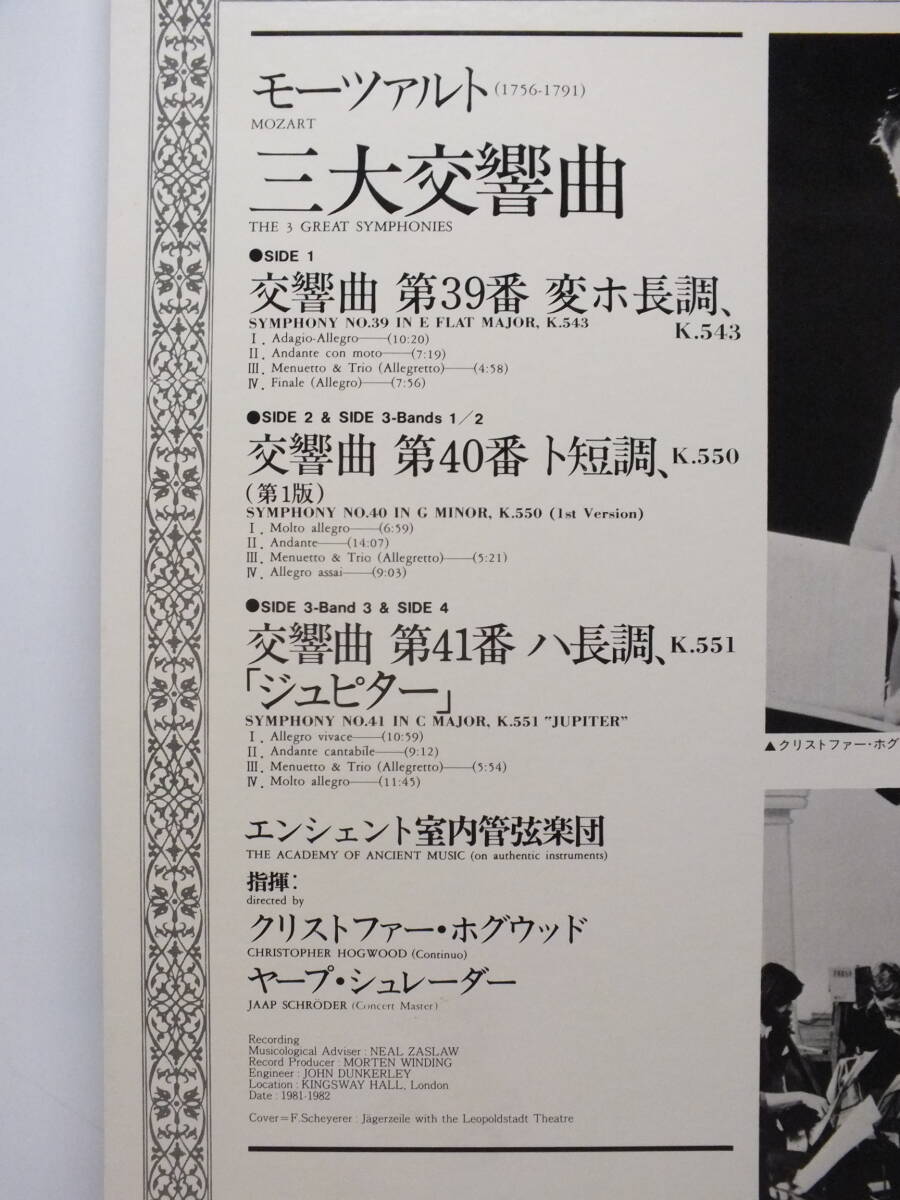 モーツァルト (1756-1791)
MOZART
三大交響曲
THE 3 GREAT SYMPHONIES
●SIDE 1
交響曲 第39番 変ホ長調、K.543
SYMPHONY NO.39 IN E FLAT MAJOR, K.543
I. Adagio-Allegro——(10:20)
II. Andante con moto——(7:19)
III. Menuetto & Trio (Allegretto)——(4:58)
IV. Finale (Allegro)——(7:56)
●SIDE 2 & SIDE 3-Bands 1/2
交響曲 第40番 ト短調、K.550
(第1版)
SYMPHONY NO.40 IN G MINOR, K.550 (1st Version)
I. Molto allegro——(6:59)
II. Andante——(14:07)
III. Menuetto & Trio (Allegretto)——(5:21)
IV. Allegro assai——(9:03)
●SIDE 3-Band 3 & SIDE 4
交響曲 第41番 ハ長調、K.551
「ジュピター」
SYMPHONY NO.41 IN C MAJOR, K.551 "JUPITER"
I. Allegro vivace——(10:59)
II. Andante cantabile——(9:12)
III. Menuetto & Trio (Allegretto)——(5:54)
IV. Molto allegro——(11:45)
エンシェント室内管弦楽団
THE ACADEMY OF ANCIENT MUSIC (on authentic instruments)
指揮:
directed by
クリストファー・ホグウッド
CHRISTOPHER HOGWOOD (Continuo)
ヤープ・シュレーダー
JAAP SCHRÖDER (Concert Master)
Recording
Musicological Adviser : NEAL ZASLAW
Record Producer : MORTEN WINDING
Engineer : JOHN DUNKERLEY
Location : KINGSWAY HALL, London
Date : 1981-1982
Cover=F.Scheyerer : Jägerzeile with the Leopoldstadt Theatre
▲クリストファー・ホグ